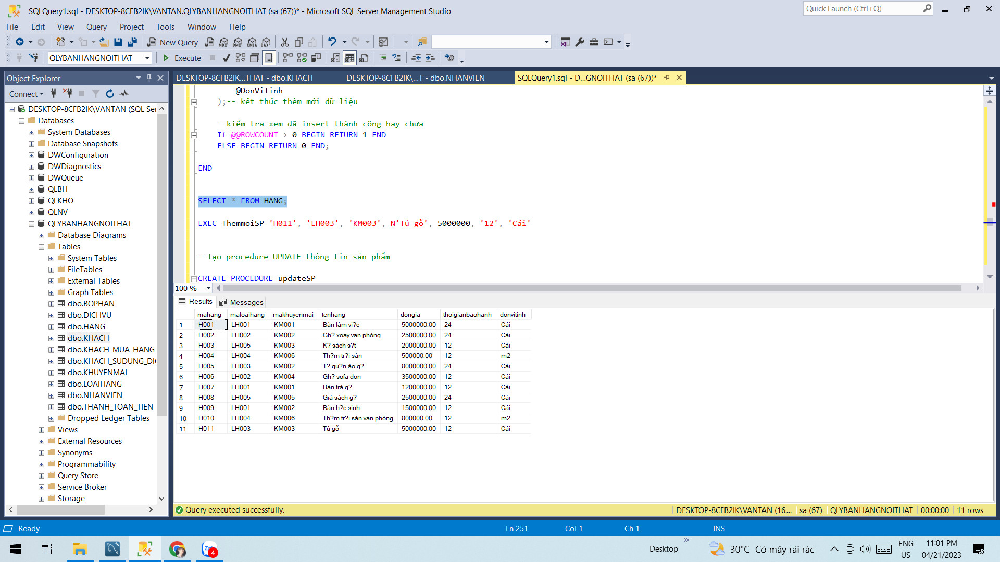 SQLQuery1.sql - DESKTOP-8CFB2IK\VANTAN.QLYBANHANGNOITHAT (sa (67))* - Microsoft SQL Server Management Studio
Quick Launch (Ctrl+Q)
File Edit View Query Project Tools Window Help
New Query
MDX DMX XMLA DAX
QLYBANHANGNOITHAT
Execute
Object Explorer
Connect
DESKTOP-8CFB2IK\VANTAN (SQL Ser
Databases
System Databases
Database Snapshots
DWConfiguration
DWDiagnostics
DWQueue
QLBH
QLKHO
QLNV
QLYBANHANGNOITHAT
Database Diagrams
Tables
System Tables
FileTables
External Tables
Graph Tables
dbo.BOPHAN
dbo.DICHVU
dbo.HANG
dbo.KHACH
dbo.KHACH_MUA_HANG
dbo.KHACH_SUDUNG_DIC
dbo.KHUYENMAI
dbo.LOAIHANG
dbo.NHANVIEN
dbo.THANH_TOAN_TIEN
Dropped Ledger Tables
Views
External Resources
Synonyms
Programmability
Query Store
Service Broker
Storage
DESKTOP-8CFB2IK...THAT - dbo.KHACH
DESKTOP-8CFB2IK\...T - dbo.NHANVIEN
SQLQuery1.sql - D...GNOITHAT (sa (67))*
@DonViTinh
);-- kết thúc thêm mới dữ liệu
--kiểm tra xem đã insert thành công hay chưa
If @@ROWCOUNT > 0 BEGIN RETURN 1 END
ELSE BEGIN RETURN 0 END;
END
SELECT * FROM HANG;
EXEC ThemmoiSP 'H011', 'LH003', 'KM003', N'Tủ gỗ', 5000000, '12', 'Cái'
--Tạo procedure UPDATE thông tin sản phẩm
CREATE PROCEDURE updateSP
100 %
Results Messages
mahang maloaihang makhuyenmai tenhang dongia thoigianbaohanh donvitinh
1 H001 LH001 KM001 Bàn làm vi?c 5000000.00 24 Cái
2 H002 LH002 KM002 Gh? xoay van phòng 2500000.00 24 Cái
3 H003 LH005 KM003 K? sách s?t 2000000.00 12 Cái
4 H004 LH004 KM006 Th?m tr?i sàn 500000.00 12 m2
5 H005 LH003 KM002 T? qu?n áo g? 8000000.00 24 Cái
6 H006 LH002 KM004 Gh? sofa don 3500000.00 12 Cái
7 H007 LH001 KM001 Bàn trà g? 1200000.00 12 Cái
8 H008 LH005 KM005 Giá sách g? 2500000.00 24 Cái
9 H009 LH001 KM002 Bàn h?c sinh 1500000.00 12 Cái
10 H010 LH004 KM006 Th?m tr?i sàn van phòng 800000.00 12 m2
11 H011 LH003 KM003 Tủ gỗ 5000000.00 12 Cái
Query executed successfully.
DESKTOP-8CFB2IK\VANTAN (16.... sa (67) QLYBANHANGNOITHAT 00:00:00 11 rows
Ready
Ln 251 Col 1 Ch 1 INS
4
Desktop
30°C Có mây rải rác
ENG
US
11:01 PM
04/21/2023